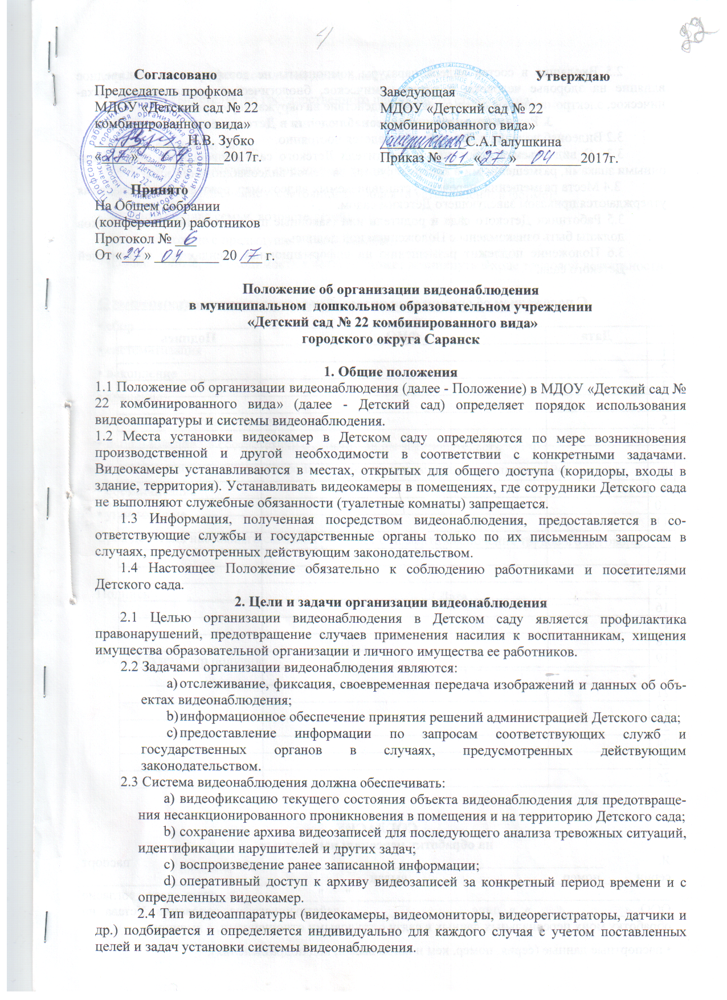 4
22
Согласовано
Председатель профкома
МДОУ «Детский сад № 22
комбинированного вида»
Н.В. Зубко
«27» 04 2017г.
Утверждаю
Заведующая
МДОУ «Детский сад № 22
комбинированного вида»
С.А.Галушкина
Приказ № 161 «27» 04 2017г.
Принято
На Общем собрании
(конференции) работников
Протокол № 6
От «27» 04 2017 г.
Положение об организации видеонаблюдения
в муниципальном дошкольном образовательном учреждении
«Детский сад № 22 комбинированного вида»
городского округа Саранск
1. Общие положения
1.1 Положение об организации видеонаблюдения (далее - Положение) в МДОУ «Детский сад №
22 комбинированного вида» (далее - Детский сад) определяет порядок использования
видеоаппаратуры и системы видеонаблюдения.
1.2 Места установки видеокамер в Детском саду определяются по мере возникновения
производственной и другой необходимости в соответствии с конкретными задачами.
Видеокамеры устанавливаются в местах, открытых для общего доступа (коридоры, входы в
здание, территория). Устанавливать видеокамеры в помещениях, где сотрудники Детского сада
не выполняют служебные обязанности (туалетные комнаты) запрещается.
1.3 Информация, полученная посредством видеонаблюдения, предоставляется в со-
ответствующие службы и государственные органы только по их письменным запросам в
случаях, предусмотренных действующим законодательством.
1.4 Настоящее Положение обязательно к соблюдению работниками и посетителями
Детского сада.
2. Цели и задачи организации видеонаблюдения
2.1 Целью организации видеонаблюдения в Детском саду является профилактика
правонарушений, предотвращение случаев применения насилия к воспитанникам, хищения
имущества образовательной организации и личного имущества ее работников.
2.2 Задачами организации видеонаблюдения являются:
a) отслеживание, фиксация, своевременная передача изображений и данных об объ-
ектах видеонаблюдения;
b) информационное обеспечение принятия решений администрацией Детского сада;
c) предоставление информации по запросам соответствующих служб и
государственных органов в случаях, предусмотренных действующим
законодательством.
2.3 Система видеонаблюдения должна обеспечивать:
a) видеофиксацию текущего состояния объекта видеонаблюдения для предотвраще-
ния несанкционированного проникновения в помещения и на территорию Детского сада;
b) сохранение архива видеозаписей для последующего анализа тревожных ситуаций,
идентификации нарушителей и других задач;
c) воспроизведение ранее записанной информации;
d) оперативный доступ к архиву видеозаписей за конкретный период времени и с
определенных видеокамер.
2.4 Тип видеоаппаратуры (видеокамеры, видеомониторы, видеорегистраторы, датчики и
др.) подбирается и определяется индивидуально для каждого случая с учетом поставленных
целей и задач установки системы видеонаблюдения.